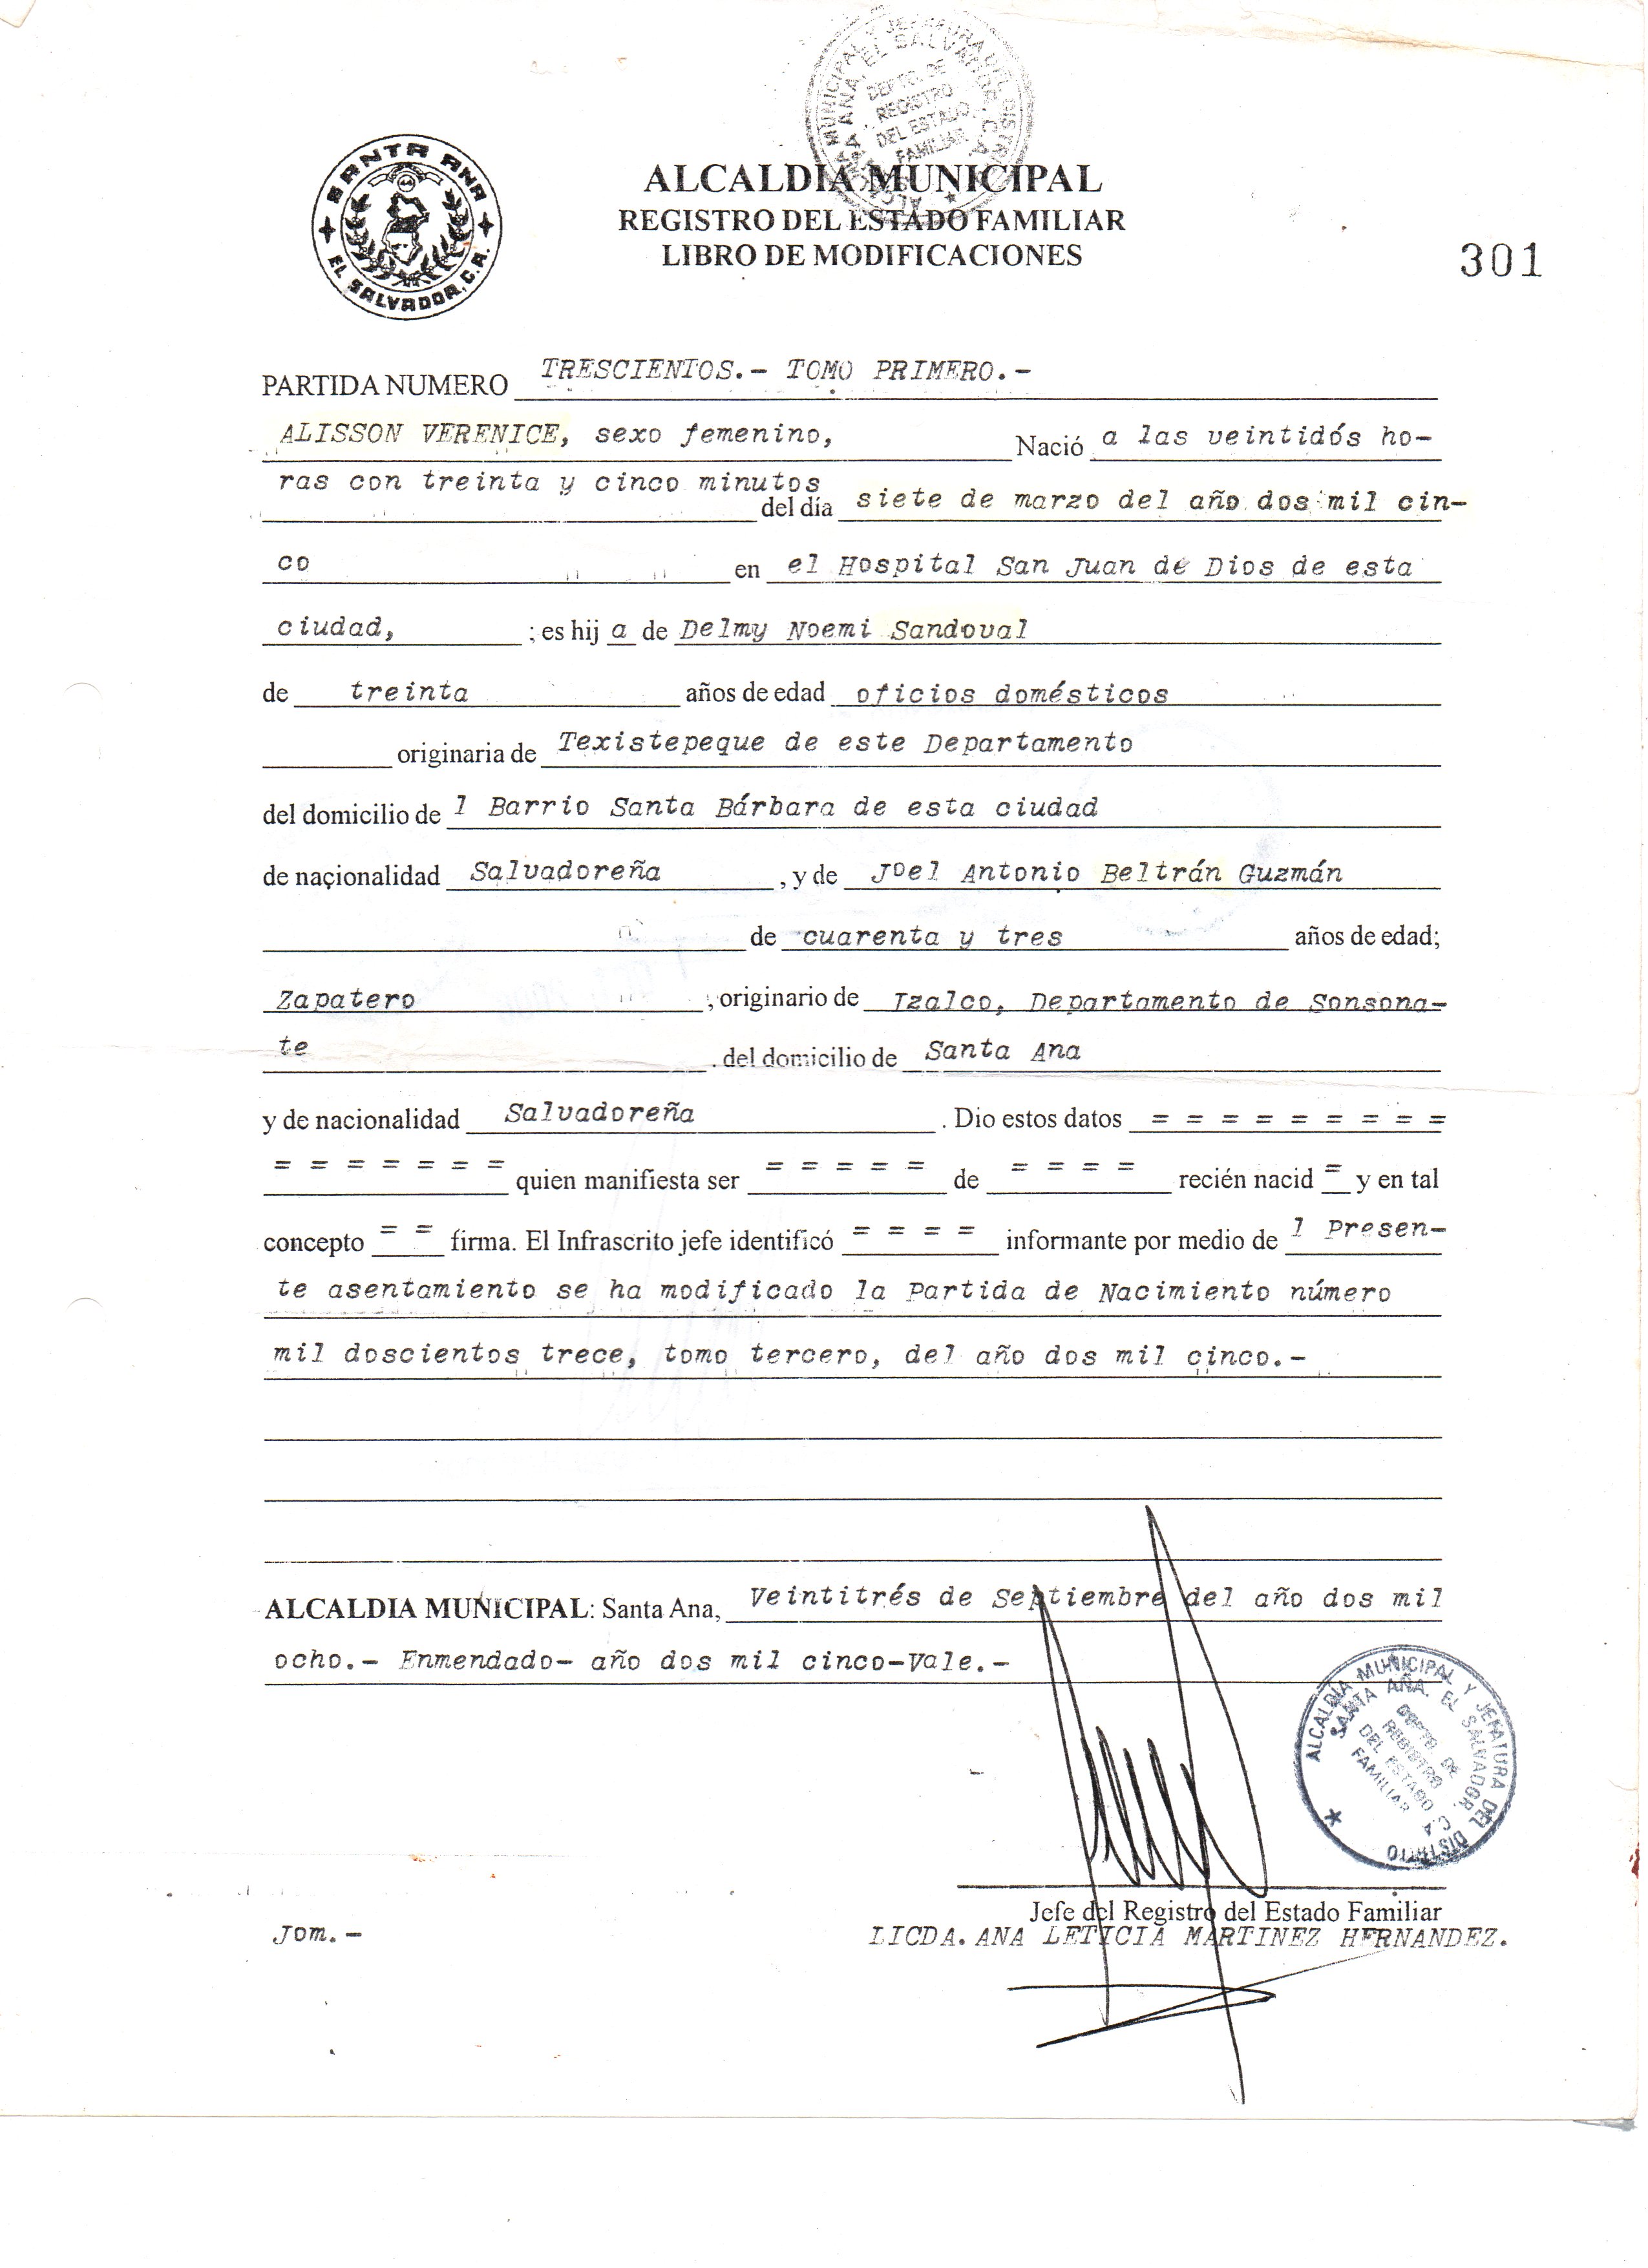 ALCALDIA MUNICIPAL Y JEFATURA DEL DISTRITO
SANTA ANA, EL SALVADOR, C.A.
DEPTO. DE
REGISTRO
DEL ESTADO
FAMILIAR
SANTA ANA
EL SALVADOR, C.A.
ALCALDIA MUNICIPAL
REGISTRO DEL ESTADO FAMILIAR
LIBRO DE MODIFICACIONES
301
PARTIDA NUMERO TRESCIENTOS.- TOMO PRIMERO.-
ALISSON VERENICE, sexo femenino, Nació a las veintidós ho-
ras con treinta y cinco minutos del día siete de marzo del año dos mil cin-
co en el Hospital San Juan de Dios de esta
ciudad, ; es hij a de Delmy Noemi Sandoval
de treinta años de edad oficios domésticos
originaria de Texistepeque de este Departamento
del domicilio de l Barrio Santa Bárbara de esta ciudad
de nacionalidad Salvadoreña , y de Joel Antonio Beltrán Guzmán
de cuarenta y tres años de edad;
Zapatero , originario de Izalco, Departamento de Sonsona-
te . del domicilio de Santa Ana
y de nacionalidad Salvadoreña . Dio estos datos = = = = = = = = =
= = = = = = = quien manifiesta ser = = = = = de = = = = recién nacid = y en tal
concepto = = firma. El Infrascrito jefe identificó = = = = informante por medio de l Presen-
te asentamiento se ha modificado la Partida de Nacimiento número
mil doscientos trece, tomo tercero, del año dos mil cinco.-
ALCALDIA MUNICIPAL: Santa Ana, Veintitrés de Septiembre del año dos mil
ocho.- Enmendado- año dos mil cinco-Vale.-
ALCALDIA MUNICIPAL Y JEFATURA DEL DISTRITO
SANTA ANA. EL SALVADOR, C.A
DEPTO. DE
REGISTRO
DEL ESTADO
FAMILIAR
Jefe del Registro del Estado Familiar
Jom.- LICDA. ANA LETICIA MARTINEZ HERNANDEZ.